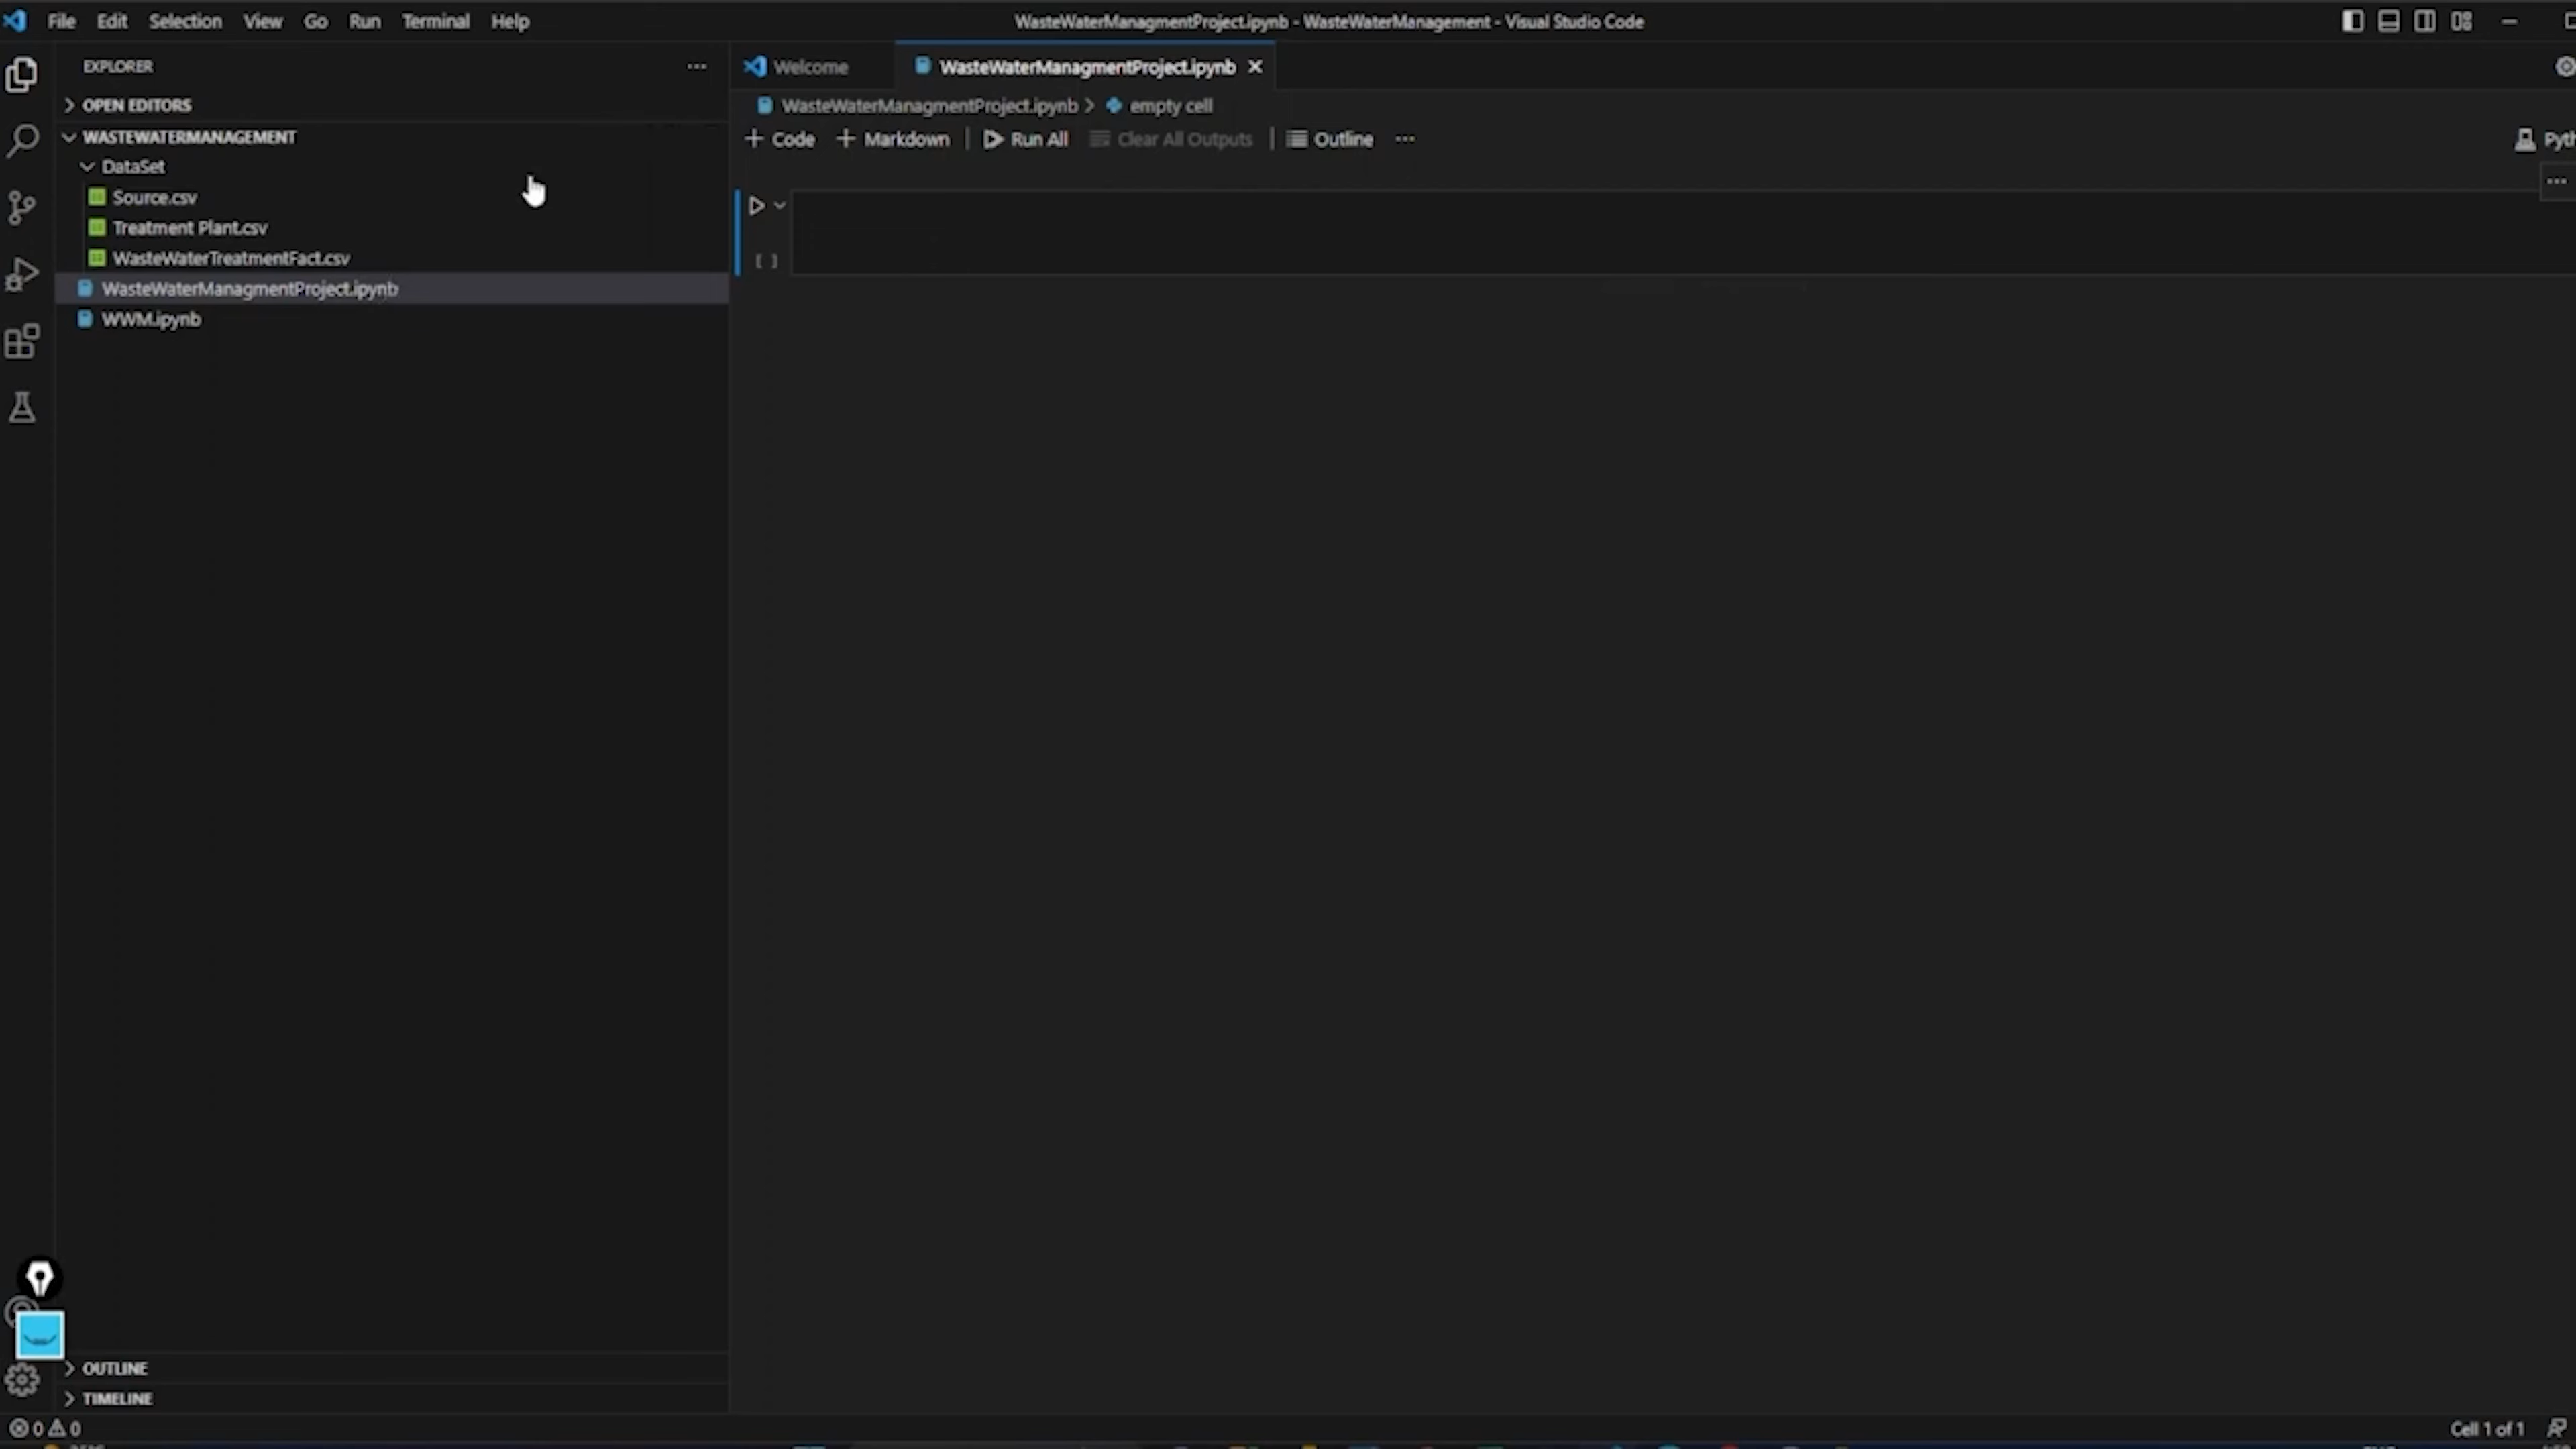 File Edit Selection View Go Run Terminal Help
WasteWaterManagmentProject.ipynb - WasteWaterManagement - Visual Studio Code
EXPLORER
OPEN EDITORS
WASTEWATERMANAGEMENT
DataSet
Source.csv
Treatment Plant.csv
WasteWaterTreatmentFact.csv
WasteWaterManagmentProject.ipynb
WWM.ipynb
OUTLINE
TIMELINE
Welcome WasteWaterManagmentProject.ipynb
WasteWaterManagmentProject.ipynb > empty cell
+ Code + Markdown | Run All Clear All Outputs | Outline ...
Pyth
[ ]
0 0
Cell 1 of 1